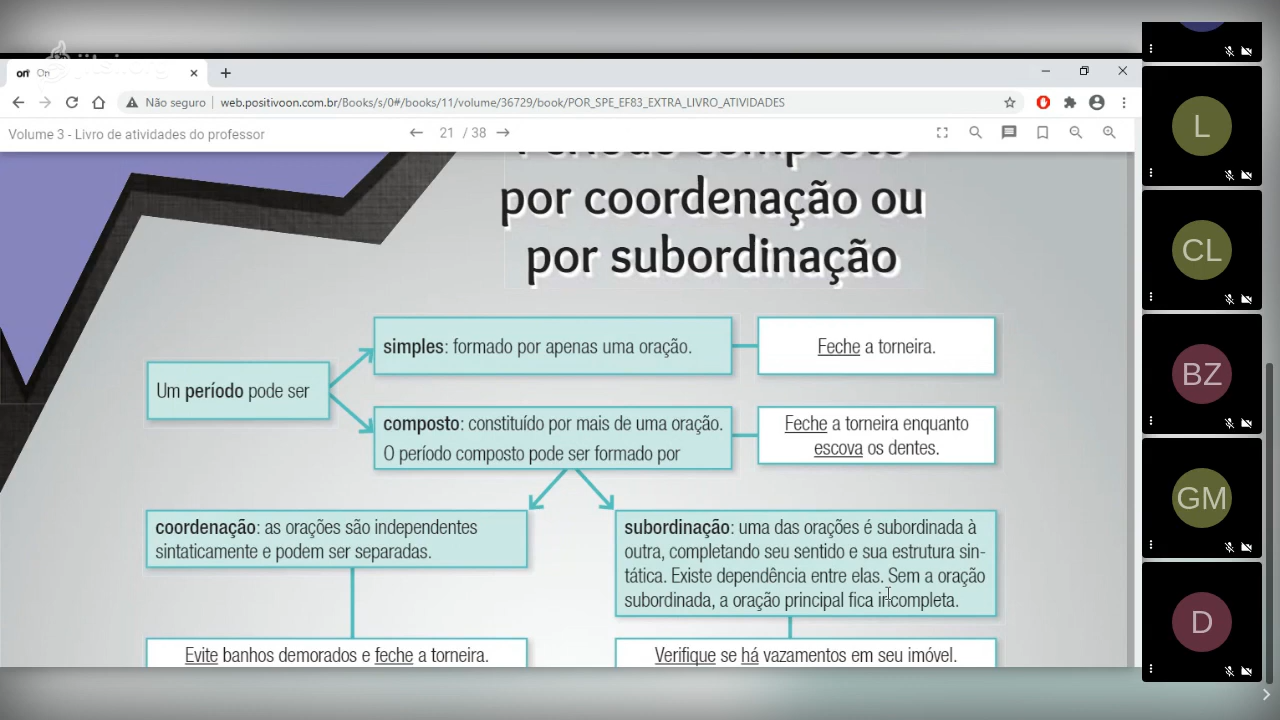 jitsi.org
Não seguro
web.positivoon.com.br/Books/s/0#/books/11/volume/36729/book/POR_SPE_EF83_EXTRA_LIVRO_ATIVIDADES
Volume 3 - Livro de atividades do professor
21 / 38
Período composto
por coordenação ou
por subordinação
Um período pode ser
simples: formado por apenas uma oração.
Feche a torneira.
composto: constituído por mais de uma oração.
O período composto pode ser formado por
Feche a torneira enquanto
escova os dentes.
coordenação: as orações são independentes
sintaticamente e podem ser separadas.
subordinação: uma das orações é subordinada à
outra, completando seu sentido e sua estrutura sin-
tática. Existe dependência entre elas. Sem a oração
subordinada, a oração principal fica incompleta.
Evite banhos demorados e feche a torneira.
Verifique se há vazamentos em seu imóvel.
L
CL
BZ
GM
D